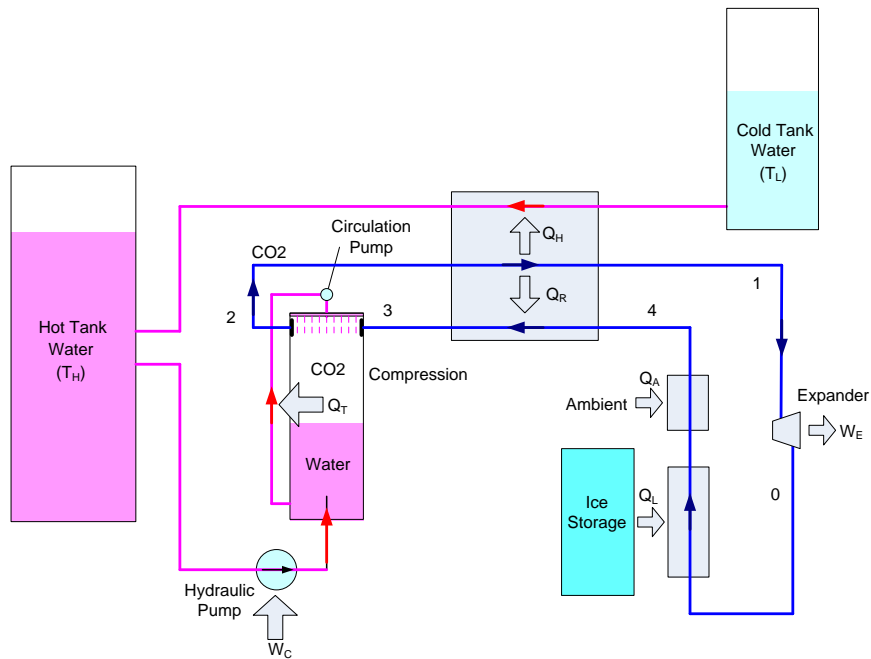 Cold Tank
Water
(TL)
Circulation
Pump
QH
CO2
1
QR
2
3
4
Hot Tank
Water
(TH)
CO2
Compression
QA
Expander
QT
Ambient
WE
Water
QL
0
Ice
Storage
Hydraulic
Pump
WC